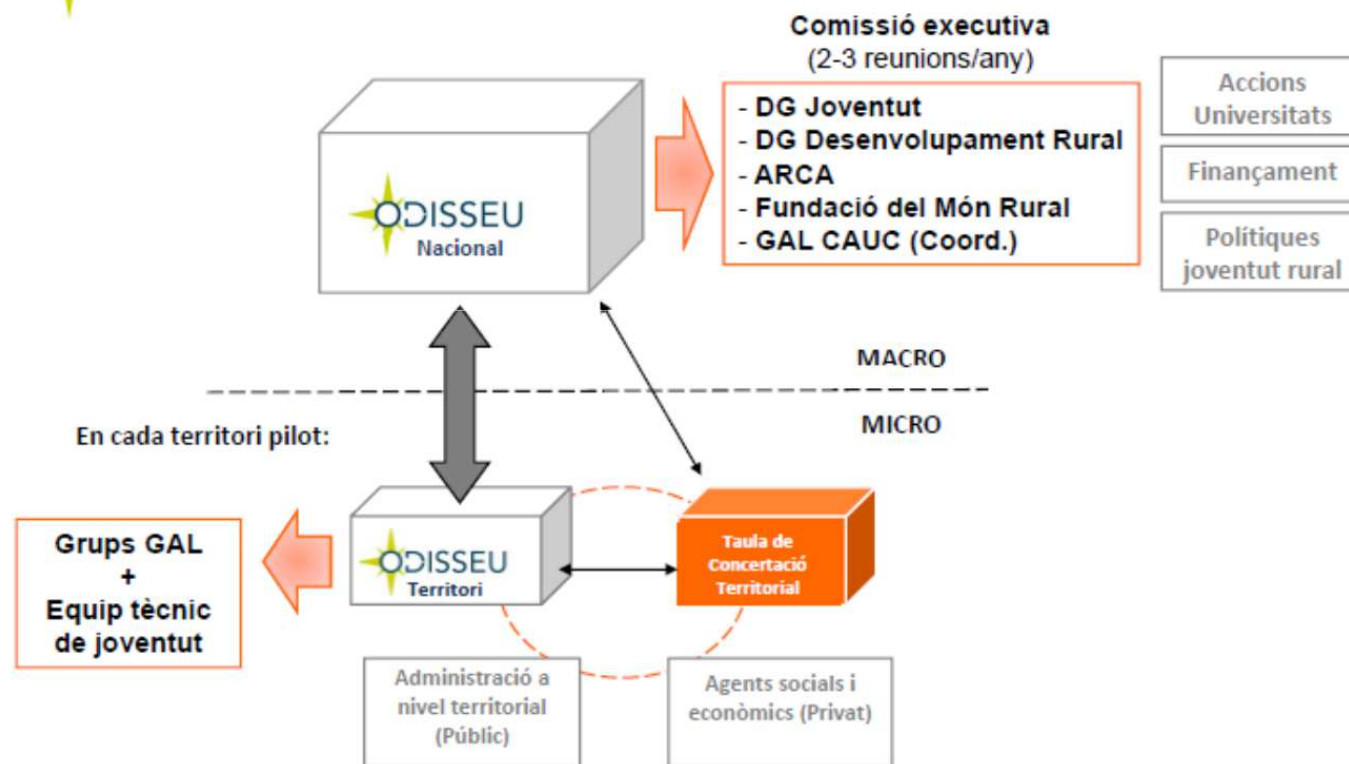 Comissió executiva
(2-3 reunions/any)
- DG Joventut
- DG Desenvolupament Rural
- ARCA
- Fundació del Món Rural
- GAL CAUC (Coord.)
Accions
Universitats
Finançament
Polítiques
joventut rural
ODISSEU
Nacional
MACRO
MICRO
En cada territori pilot:
Grups GAL
+
Equip tècnic
de joventut
ODISSEU
Territori
Taula de
Concertació
Territorial
Administració a
nivel territorial
(Públic)
Agents socials i
econòmics (Privat)